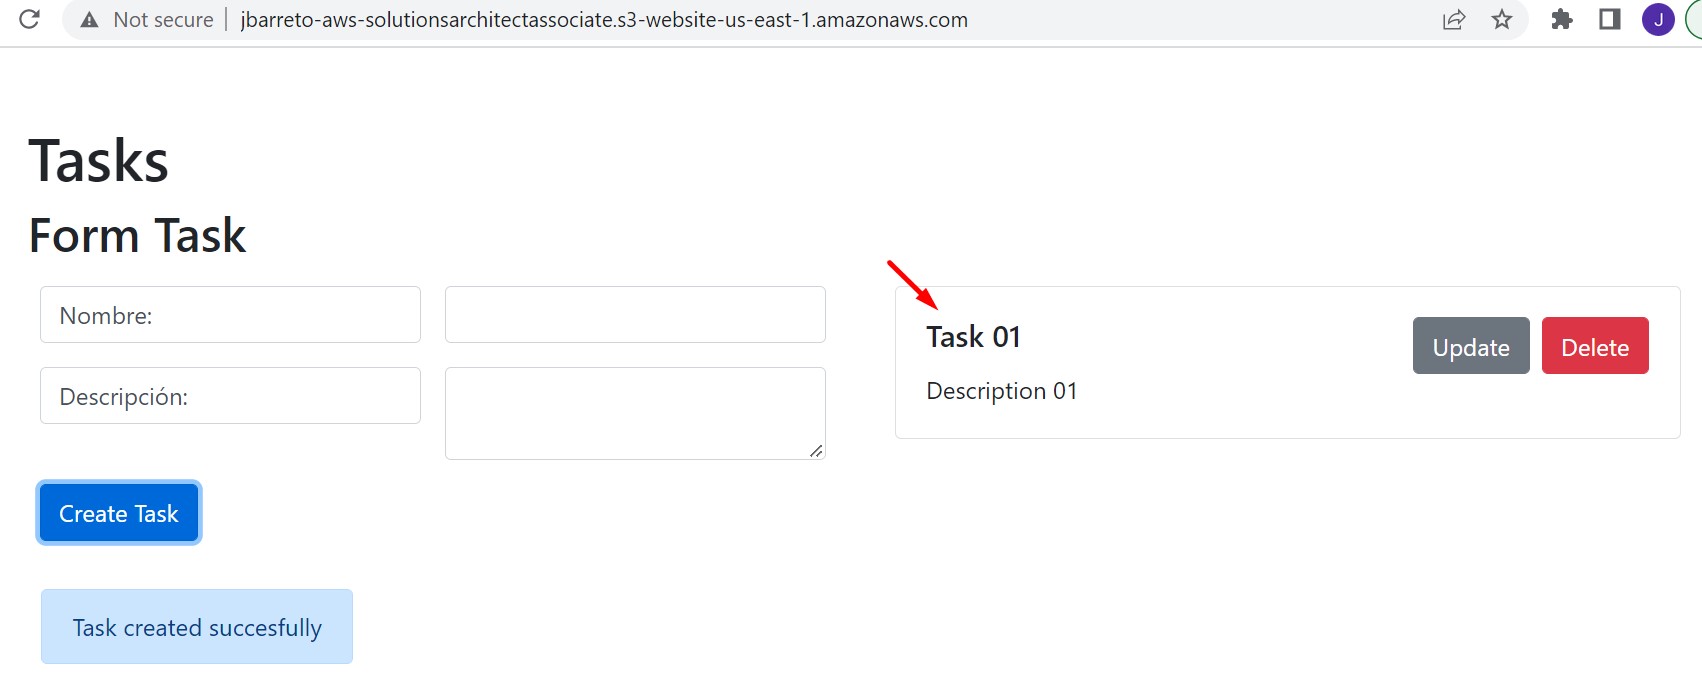 Not secure jbarreto-aws-solutionsarchitectassociate.s3-website-us-east-1.amazonaws.com J
Tasks
Form Task
Nombre:
Descripción:
Create Task
Task created succesfully
Task 01
Update Delete
Description 01